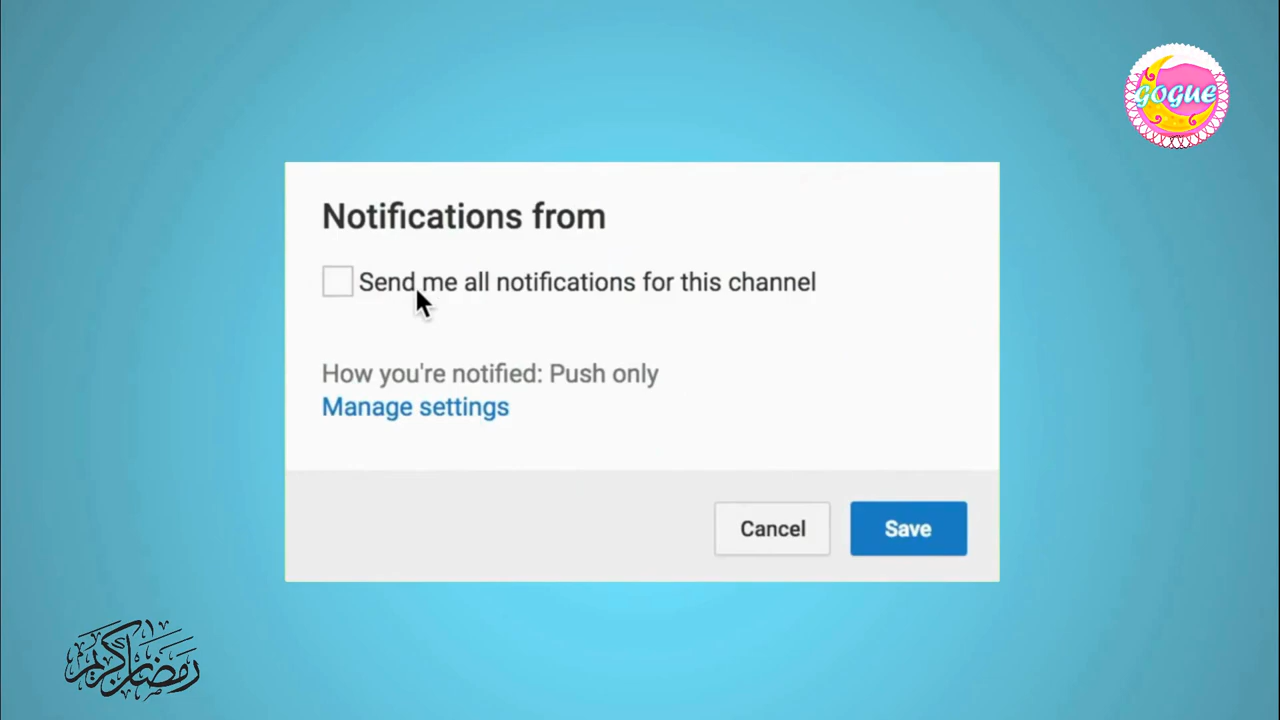 GOGUE
Notifications from
Send me all notifications for this channel
How you're notified: Push only
Manage settings
Cancel
Save
رمضان كريم